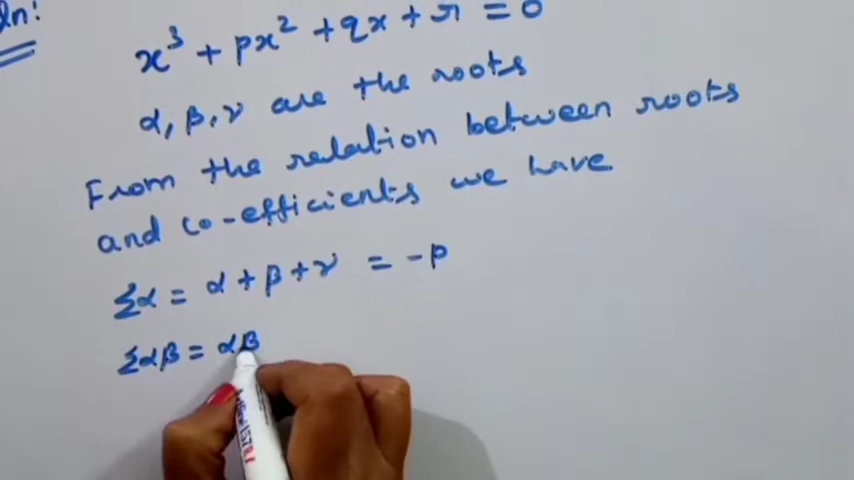 oln:
x³ + px² + qx + r = 0
α, β, γ are the roots
From the relation between roots
and co-efficients we have
Σα = α + β + γ = -p
Σαβ = αβ